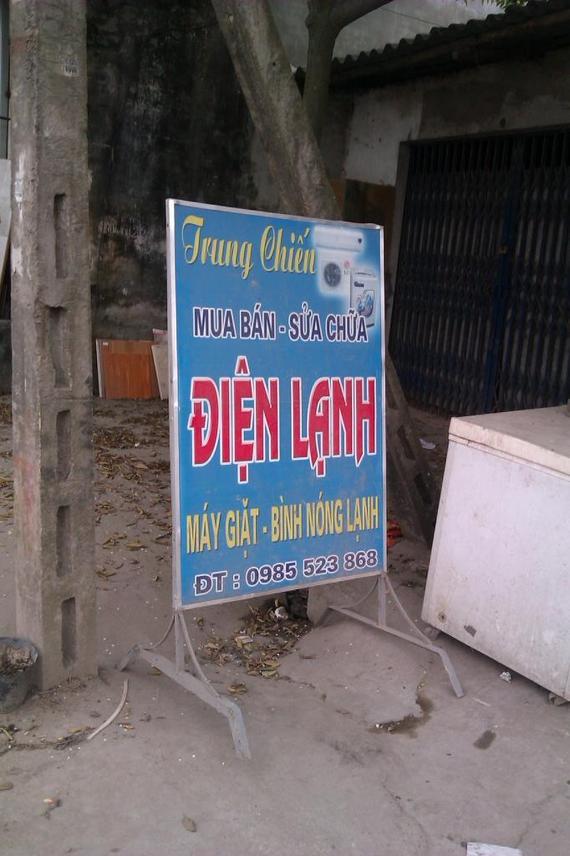 Trung Chiến
MUA BÁN - SỬA CHỮA
ĐIỆN LẠNH
MÁY GIẶT - BÌNH NÓNG LẠNH
ĐT : 0985 523 868